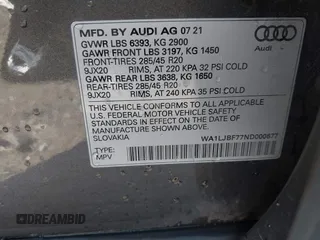 MFD. BY AUDI AG 07 21
GVWR LBS 6393, KG 2900
GAWR FRONT LBS 3197, KG 1450
FRONT-TIRES 285/45 R20
9JX20 RIMS, AT 220 KPA 32 PSI COLD
GAWR REAR LBS 3638, KG 1650
REAR-TIRES 285/45 R20
9JX20 RIMS, AT 240 KPA 35 PSI COLD
THIS VEHICLE CONFORMS TO ALL APPLICABLE
U.S. FEDERAL MOTOR VEHICLE SAFETY
STANDARDS IN EFFECT ON THE DATE OF
MANUFACTURE SHOWN ABOVE.
SLOVAKIA
WA1LJBF77ND000677
TYPE:
MPV
DREAMBID